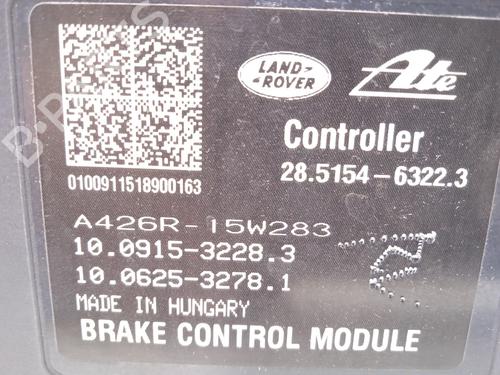 LAND
ROVER
Ate
Controller
28.5154-6322.3
0100911518900163
A426R-15W283
10.0915-3228.3
10.0625-3278.1
MADE IN HUNGARY
BRAKE CONTROL MODULE
B-PARTS